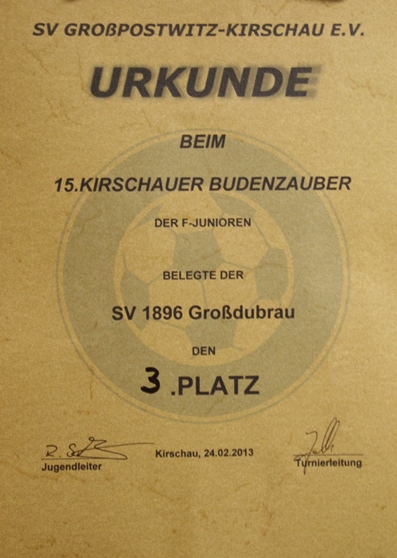 SV GROßPOSTWITZ-KIRSCHAU E.V.
URKUNDE
BEIM
15.KIRSCHAUER BUDENZAUBER
DER F-JUNIOREN
BELEGTE DER
SV 1896 Großdubrau
DEN
3.PLATZ
Kirschau, 24.02.2013
Jugendleiter
Turnierleitung